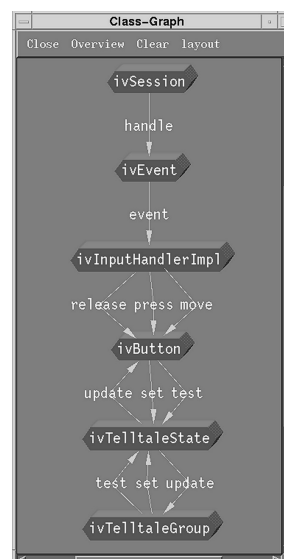 Class-Graph
Close Overview Clear layout
ivSession
handle
ivEvent
event
ivInputHandlerImpl
release press move
ivButton
update set test
ivTelltaleState
test set update
ivTelltaleGroup